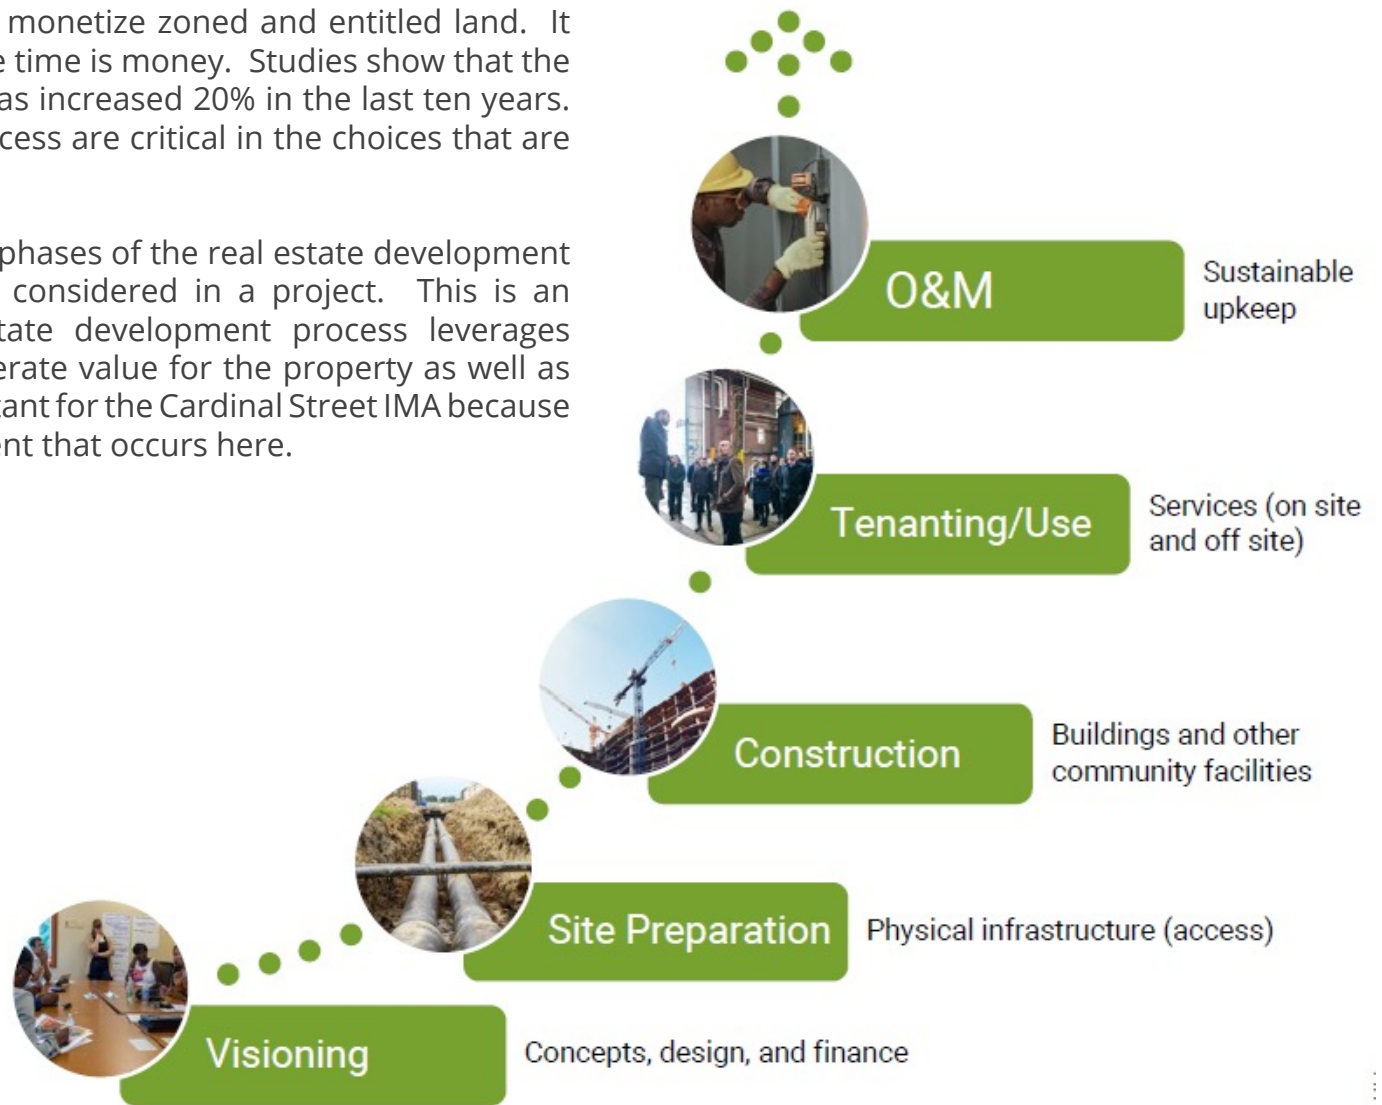 monetize zoned and entitled land. It
time is money. Studies show that the
as increased 20% in the last ten years.
cess are critical in the choices that are
phases of the real estate development
considered in a project. This is an
tate development process leverages
erate value for the property as well as
tant for the Cardinal Street IMA because
ent that occurs here.
O&M
Sustainable
upkeep
Tenanting/Use
Services (on site
and off site)
Construction
Buildings and other
community facilities
Site Preparation
Physical infrastructure (access)
Visioning
Concepts, design, and finance